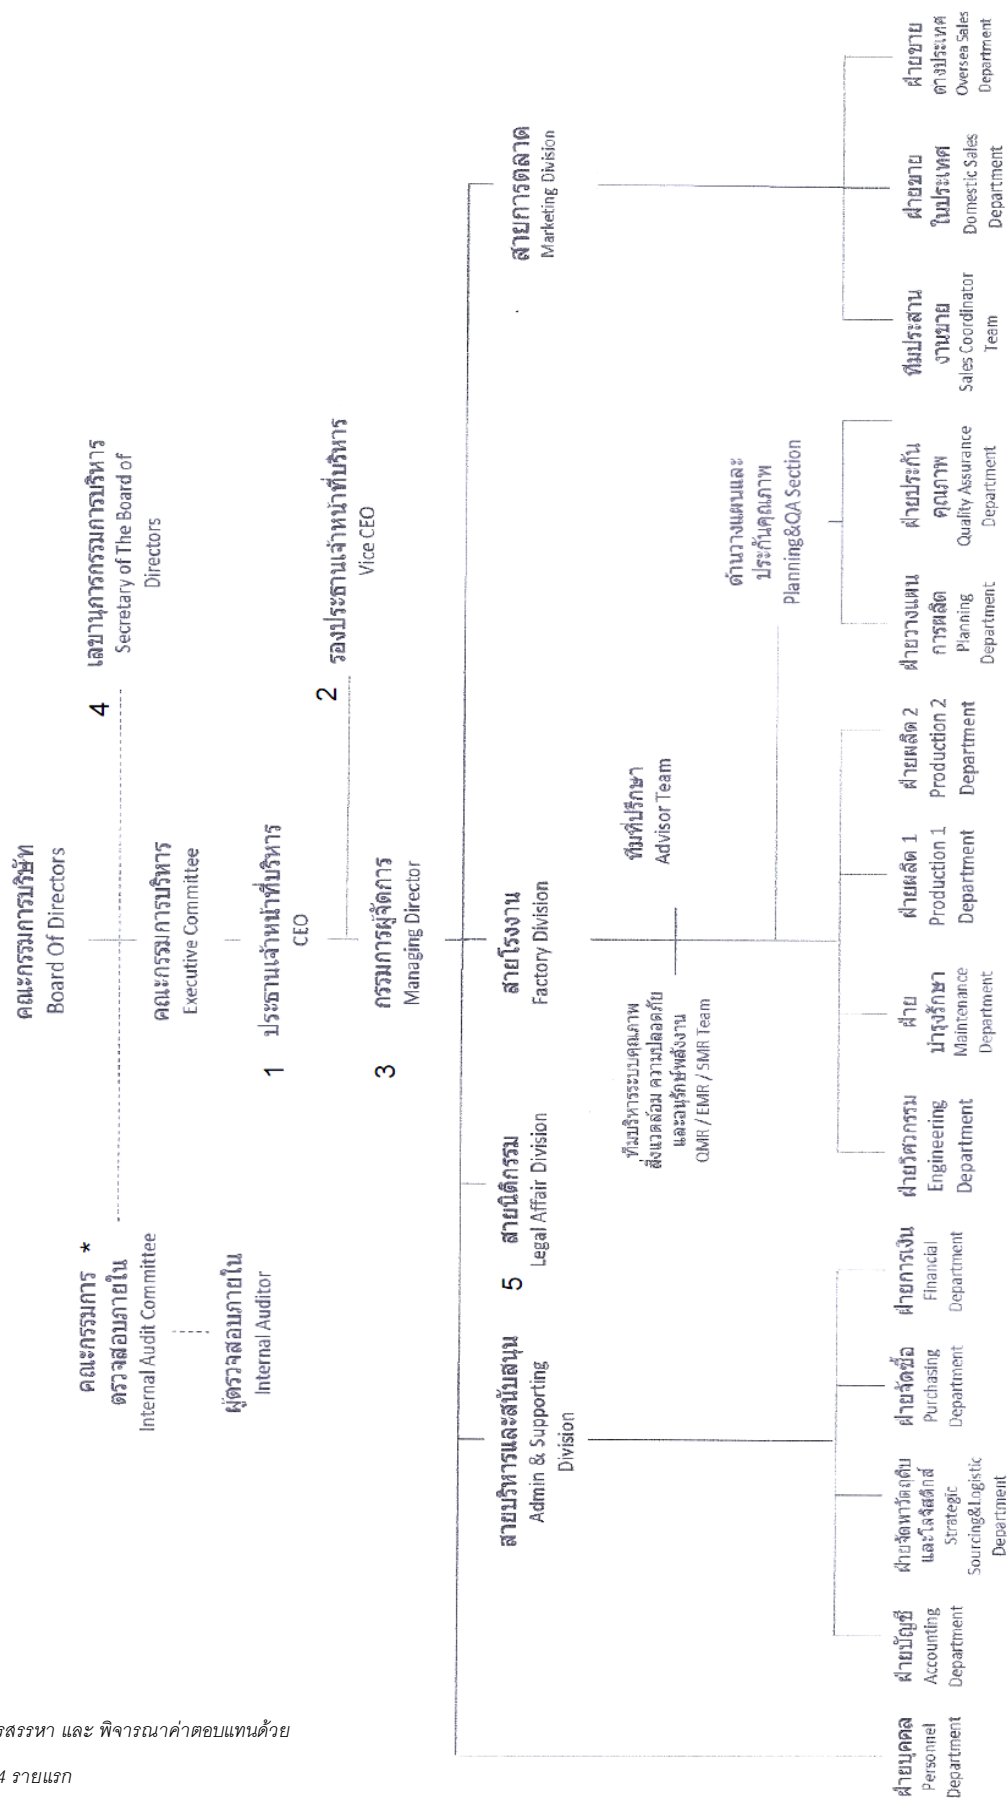 คณะกรรมการบริษัท
Board Of Directors
4
เลขานุการกรรมการบริหาร
Secretary of The Board of
Directors
คณะกรรมการ *
ตรวจสอบภายใน
Internal Audit Committee
ผู้ตรวจสอบภายใน
Internal Auditor
คณะกรรมการบริหาร
Executive Committee
1
ประธานเจ้าหน้าที่บริหาร
CEO
2
รองประธานเจ้าหน้าที่บริหาร
Vice CEO
3
กรรมการผู้จัดการ
Managing Director
สายบริหารและสนับสนุน
Admin & Supporting
Division
5
สายนิติกรรม
Legal Affair Division
สายโรงงาน
Factory Division
สายการตลาด
Marketing Division
ทีมบริหารระบบคุณภาพ
สิ่งแวดล้อม ความปลอดภัย
และอนุรักษ์พลังงาน
QMR / EMR / SMR Team
ทีมที่ปรึกษา
Advisor Team
ด้านวางแผนและ
ประกันคุณภาพ
Planning&QA Section
ฝ่ายบุคคล
Personnel
Department
ฝ่ายบัญชี
Accounting
Department
ฝ่ายจัดหาวัตถุดิบ
และโลจิสติกส์
Strategic
Sourcing&Logistic
Department
ฝ่ายจัดซื้อ
Purchasing
Department
ฝ่ายการเงิน
Financial
Department
ฝ่ายวิศวกรรม
Engineering
Department
ฝ่าย
บำรุงรักษา
Maintenance
Department
ฝ่ายผลิต 1
Production 1
Department
ฝ่ายผลิต 2
Production 2
Department
ฝ่ายวางแผน
การผลิต
Planning
Department
ฝ่ายประกัน
คุณภาพ
Quality Assurance
Department
ทีมประสาน
งานขาย
Sales Coordinator
Team
ฝ่ายขาย
ในประเทศ
Domestic Sales
Department
ฝ่ายขาย
ต่างประเทศ
Oversea Sales
Department
รสรรหา และ พิจารณาค่าตอบแทนด้วย
4 รายแรก